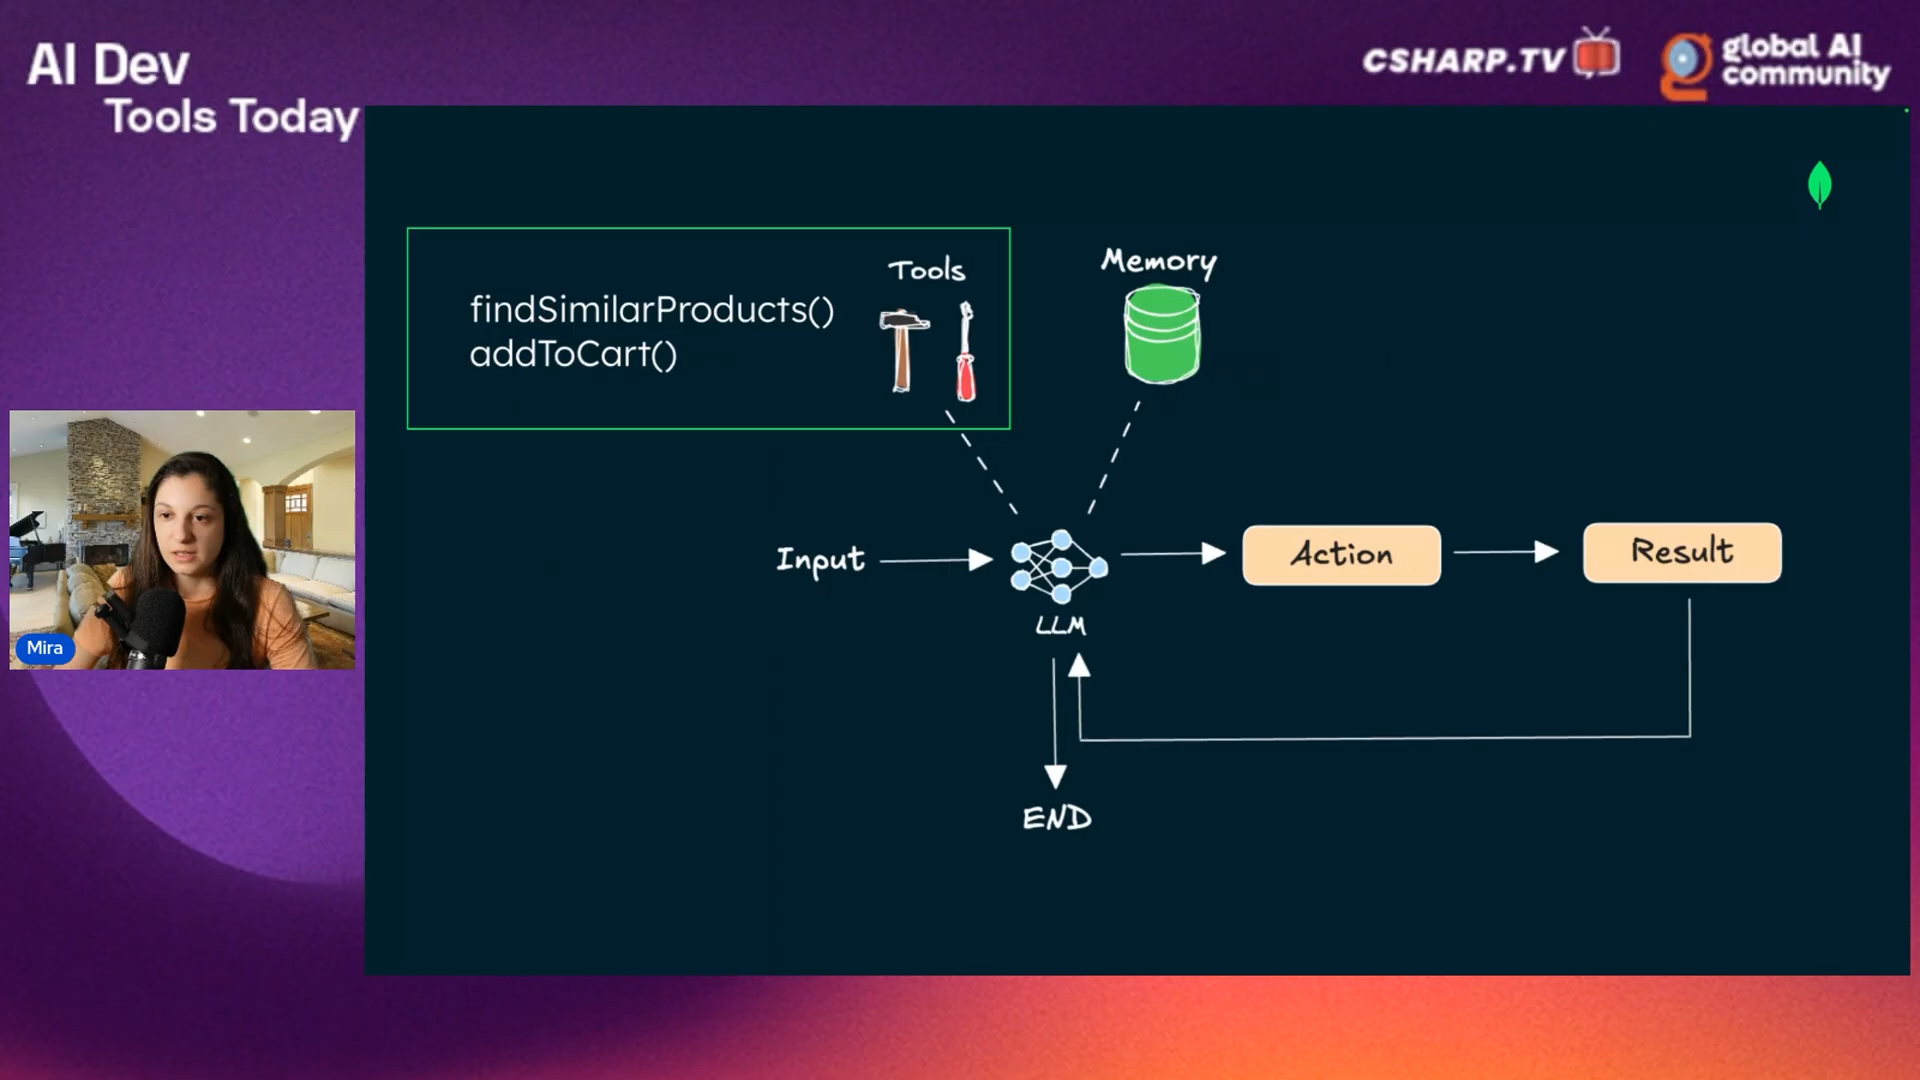 AI Dev
Tools Today
CSHARP.TV
global AI
community
Tools
findSimilarProducts()
addToCart()
Memory
Input
LLM
Action
Result
END
Mira